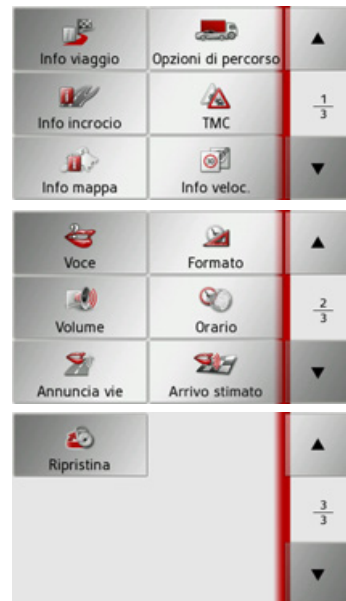 Info viaggio
Opzioni di percorso
Info incrocio
TMC
1
3
Info mappa
Info veloc.
Voce
Formato
Volume
Orario
2
3
Annuncia vie
Arrivo stimato
Ripristina
3
3